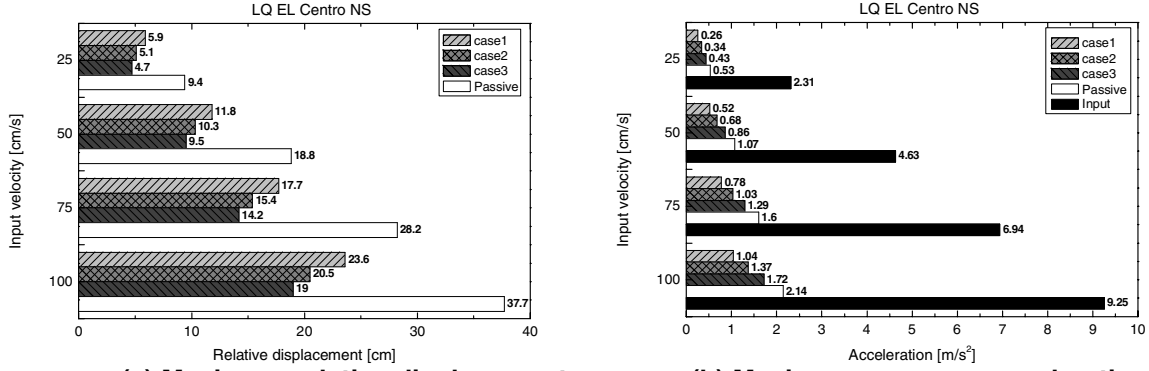 LQ EL Centro NS
case1
case2
case3
Passive
5.9
5.1
4.7
9.4
11.8
10.3
9.5
18.8
17.7
15.4
14.2
28.2
23.6
20.5
19
37.7
25
50
75
100
Input velocity [cm/s]
0 10 20 30 40
Relative displacement [cm]
LQ EL Centro NS
case1
case2
case3
Passive
Input
0.26
0.34
0.43
0.53
2.31
0.52
0.68
0.86
1.07
4.63
0.78
1.03
1.29
1.6
6.94
1.04
1.37
1.72
2.14
9.25
25
50
75
100
Input velocity [cm/s]
0 1 2 3 4 5 6 7 8 9 10
Acceleration [m/s²]